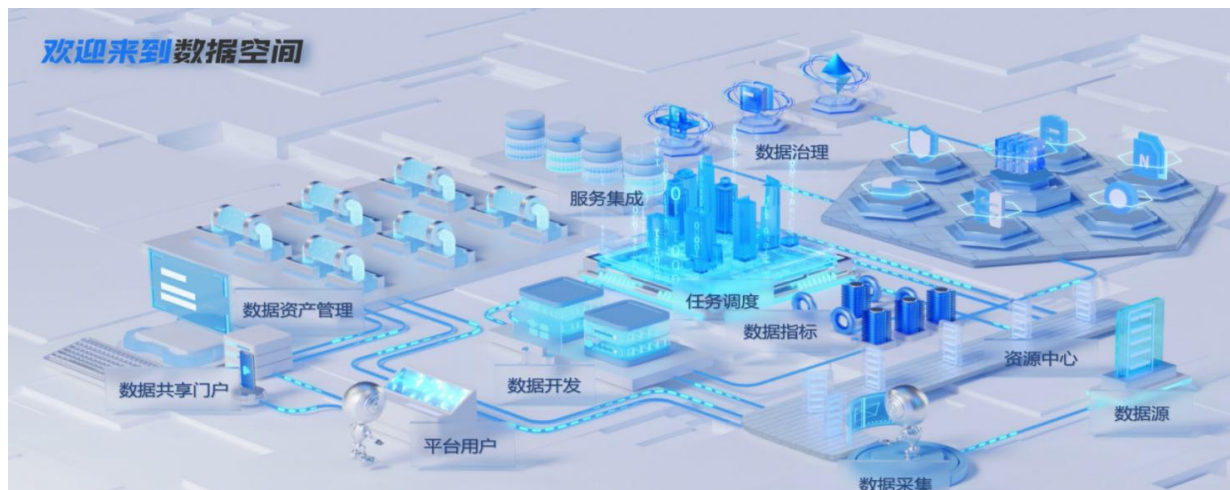 欢迎来到数据空间
数据治理
服务集成
任务调度
数据资产管理
数据指标
资源中心
数据共享门户
数据开发
数据源
平台用户
数据采集
N